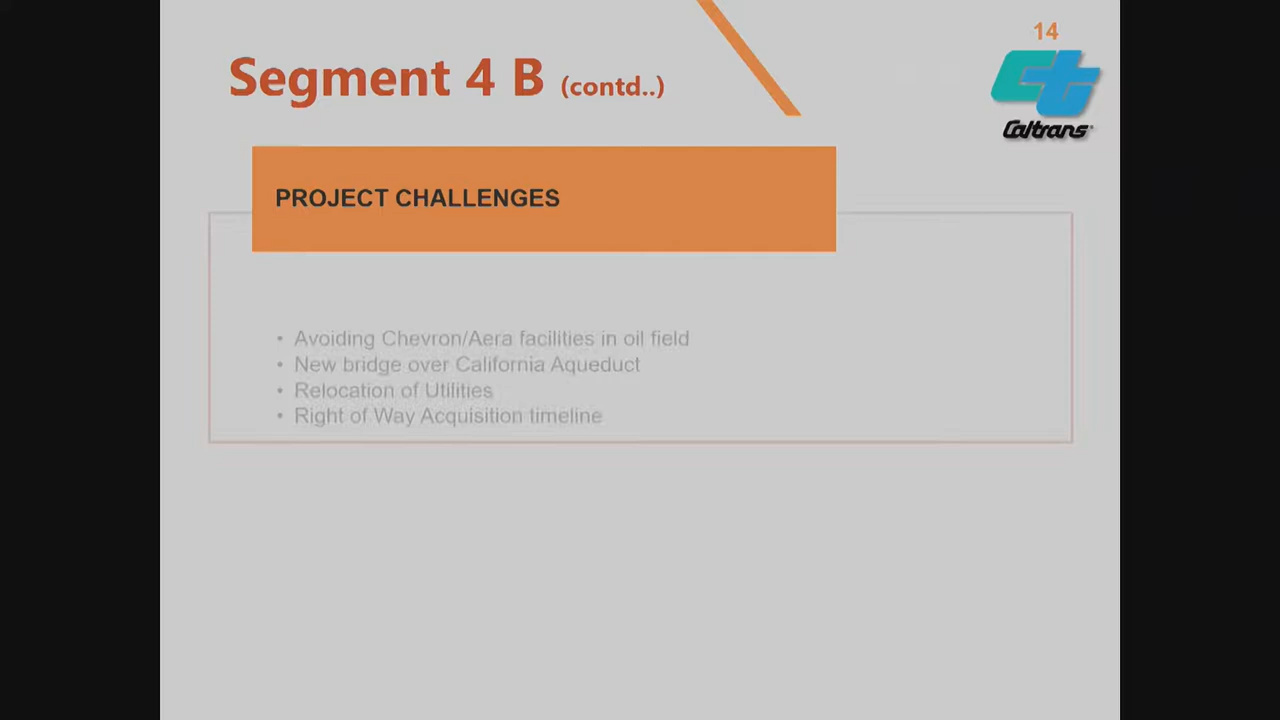 14
Segment 4 B (contd..)
Caltrans
PROJECT CHALLENGES
• Avoiding Chevron/Aera facilities in oil field
• New bridge over California Aqueduct
• Relocation of Utilities
• Right of Way Acquisition timeline